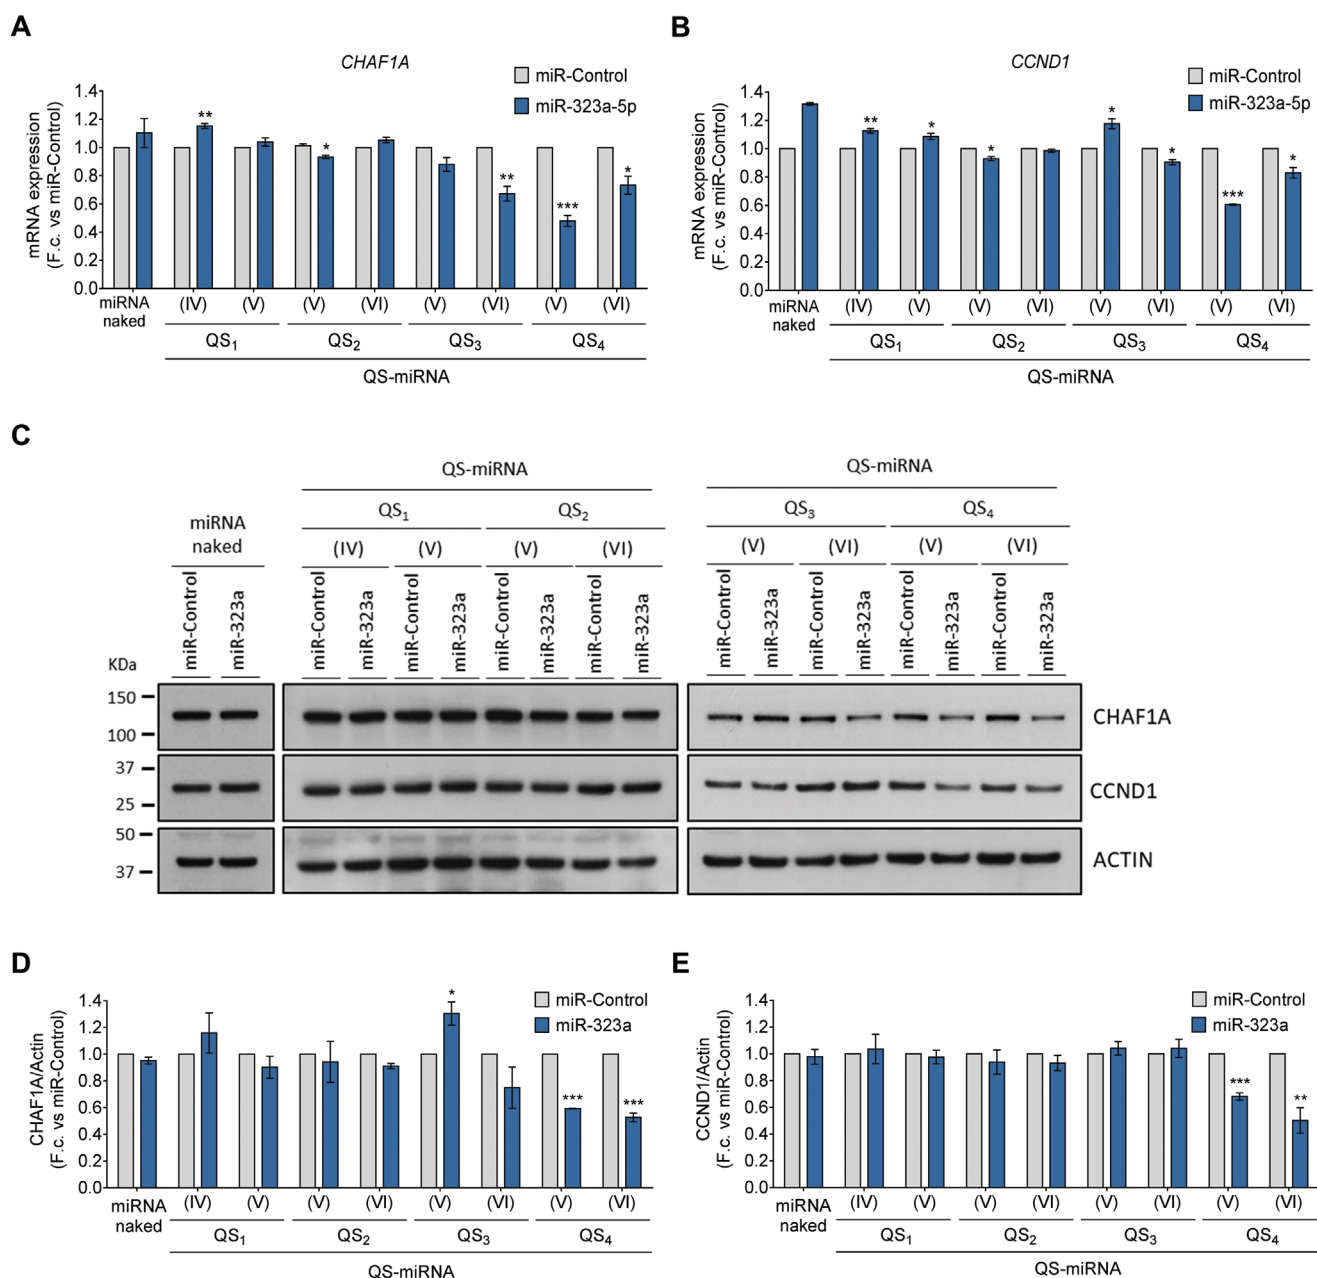 A
CHAF1A
miR-Control
miR-323a-5p
mRNA expression
(F.c. vs miR-Control)
1.4
1.2
1.0
0.8
0.6
0.4
0.2
0.0
** * ** *** *
miRNA
naked
(IV) (V) (V) (VI) (V) (VI) (V) (VI)
QS1 QS2 QS3 QS4
QS-miRNA
B
CCND1
miR-Control
miR-323a-5p
mRNA expression
(F.c. vs miR-Control)
1.4
1.2
1.0
0.8
0.6
0.4
0.2
0.0
** * * * * *** *
miRNA
naked
(IV) (V) (V) (VI) (V) (VI) (V) (VI)
QS1 QS2 QS3 QS4
QS-miRNA
C
QS-miRNA QS-miRNA
QS1 QS2 QS3 QS4
miRNA
naked
(IV) (V) (V) (VI) (V) (VI) (V) (VI)
miR-Control miR-323a miR-Control miR-323a miR-Control miR-323a miR-Control miR-323a miR-Control miR-323a miR-Control miR-323a miR-Control miR-323a miR-Control miR-323a miR-Control miR-323a
KDa
150
100
CHAF1A
37
25
CCND1
50
37
ACTIN
D
miR-Control
miR-323a
CHAF1A/Actin
(F.c. vs miR-Control)
1.4
1.2
1.0
0.8
0.6
0.4
0.2
0.0
* *** ***
miRNA
naked
(IV) (V) (V) (VI) (V) (VI) (V) (VI)
QS1 QS2 QS3 QS4
QS-miRNA
E
miR-Control
miR-323a
CCND1/Actin
(F.c. vs miR-Control)
1.4
1.2
1.0
0.8
0.6
0.4
0.2
0.0
*** **
miRNA
naked
(IV) (V) (V) (VI) (V) (VI) (V) (VI)
QS1 QS2 QS3 QS4
QS-miRNA